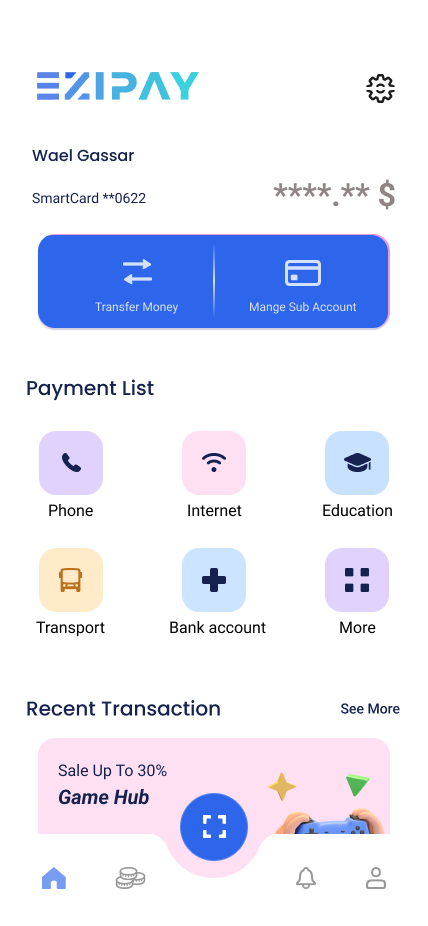 EZIPAY
Wael Gassar
SmartCard **0622
****.** $
Transfer Money
Mange Sub Account
Payment List
Phone
Internet
Education
Transport
Bank account
More
Recent Transaction
See More
Sale Up To 30%
Game Hub